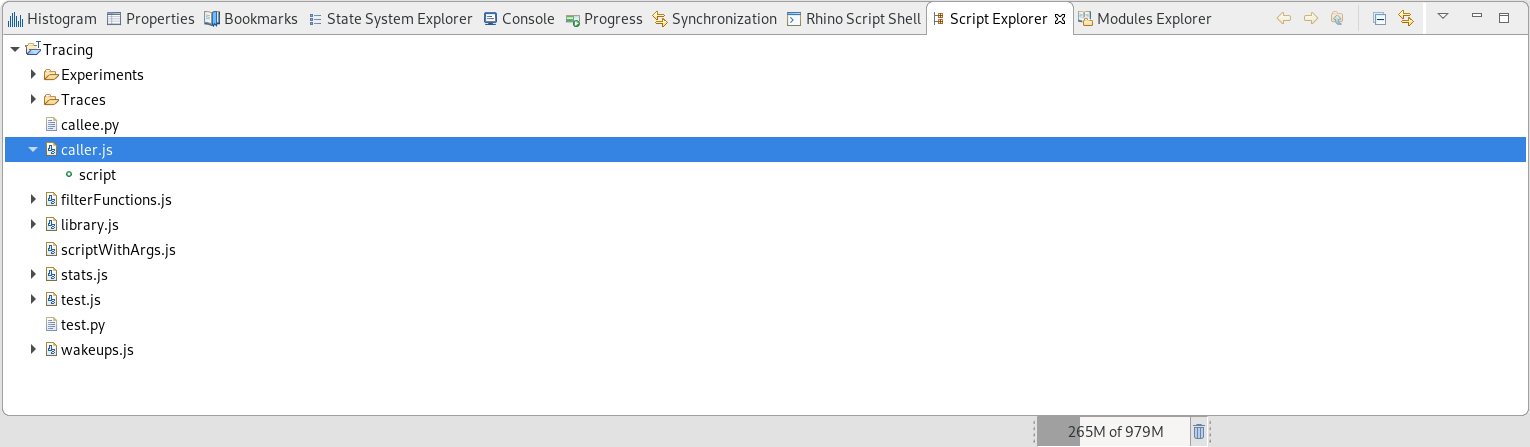 Histogram Properties Bookmarks State System Explorer Console Progress Synchronization Rhino Script Shell Script Explorer Modules Explorer
Tracing
Experiments
Traces
callee.py
caller.js
script
filterFunctions.js
library.js
scriptWithArgs.js
stats.js
test.js
test.py
wakeups.js
265M of 979M